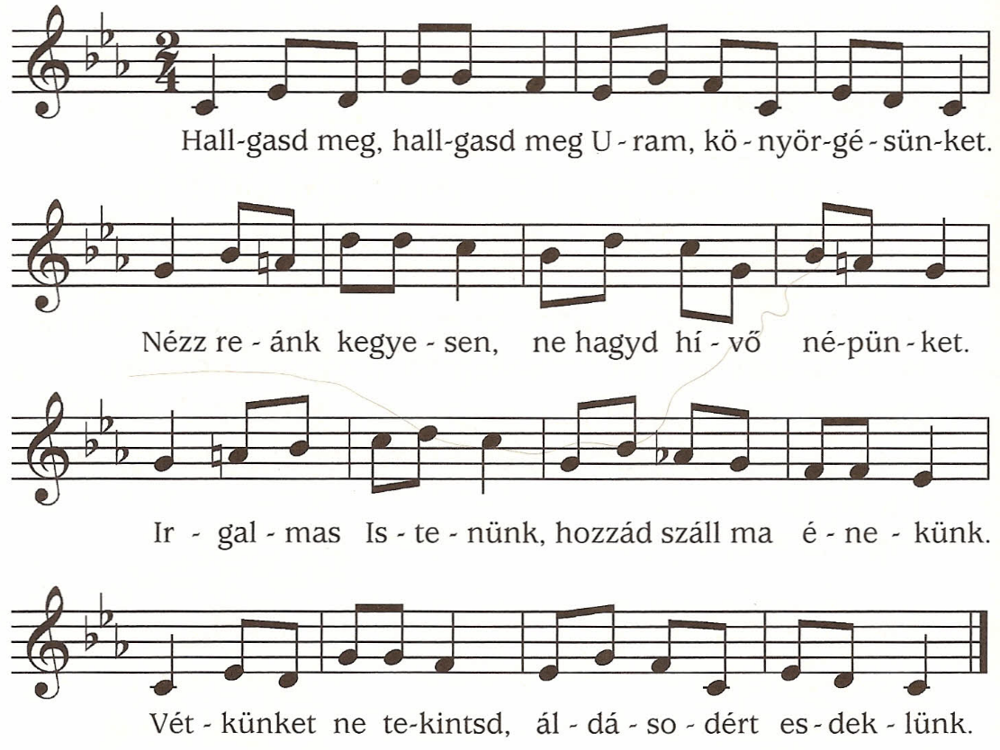 2
4
Hall-gasd meg, hall-gasd meg U - ram, kö - nyör-gé - sün-ket.
Nézz re - ánk kegye - sen, ne hagyd hí - vő né-pün - ket.
Ir - gal - mas Is - te - nünk, hozzád száll ma é - ne - künk.
Vét - künket ne te-kintsd, ál - dá - so - dért es - dek - lünk.